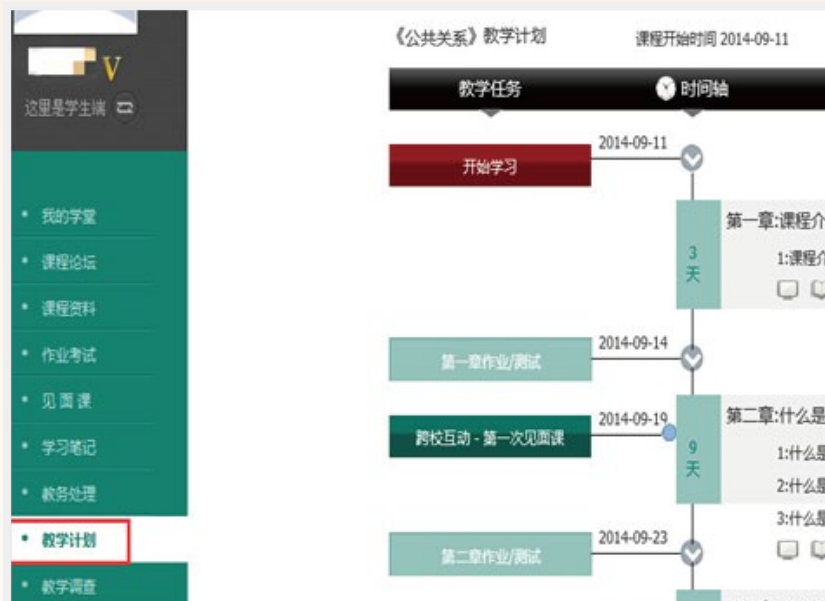 V
这里是学生端
我的学堂
课程论坛
课程资料
作业考试
见面课
学习笔记
教务处理
教学计划
教学调查
《公共关系》教学计划
课程开始时间 2014-09-11
教学任务
时间轴
开始学习
2014-09-11
3天
第一章:课程介
1:课程介
第一章作业/测试
2014-09-14
跨校互动 - 第一次见面课
2014-09-19
9天
第二章:什么是
1:什么是
2:什么是
3:什么是
第二章作业/测试
2014-09-23